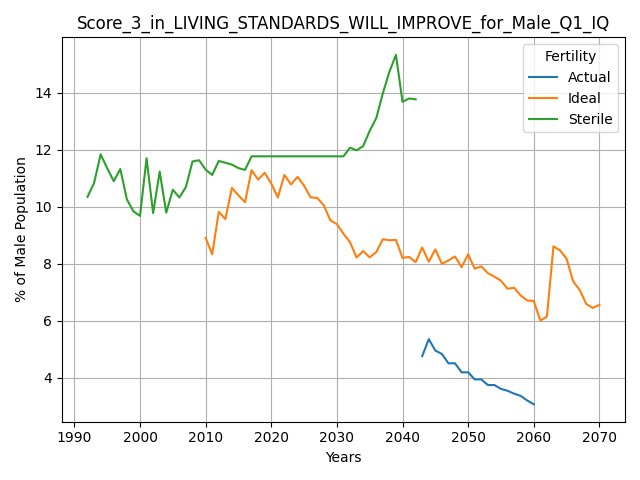 Score_3_in_LIVING_STANDARDS_WILL_IMPROVE_for_Male_Q1_IQ
Fertility
Actual
Ideal
Sterile
% of Male Population
14
12
10
8
6
4
1990 2000 2010 2020 2030 2040 2050 2060 2070
Years